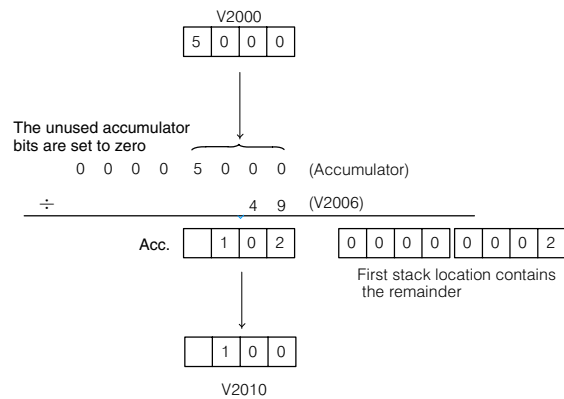 V2000
5 0 0 0
The unused accumulator
bits are set to zero
0 0 0 0 5 0 0 0 (Accumulator)
÷ 4 9 (V2006)
Acc. 1 0 2 0 0 0 0 0 0 0 2
First stack location contains
the remainder
1 0 0
V2010